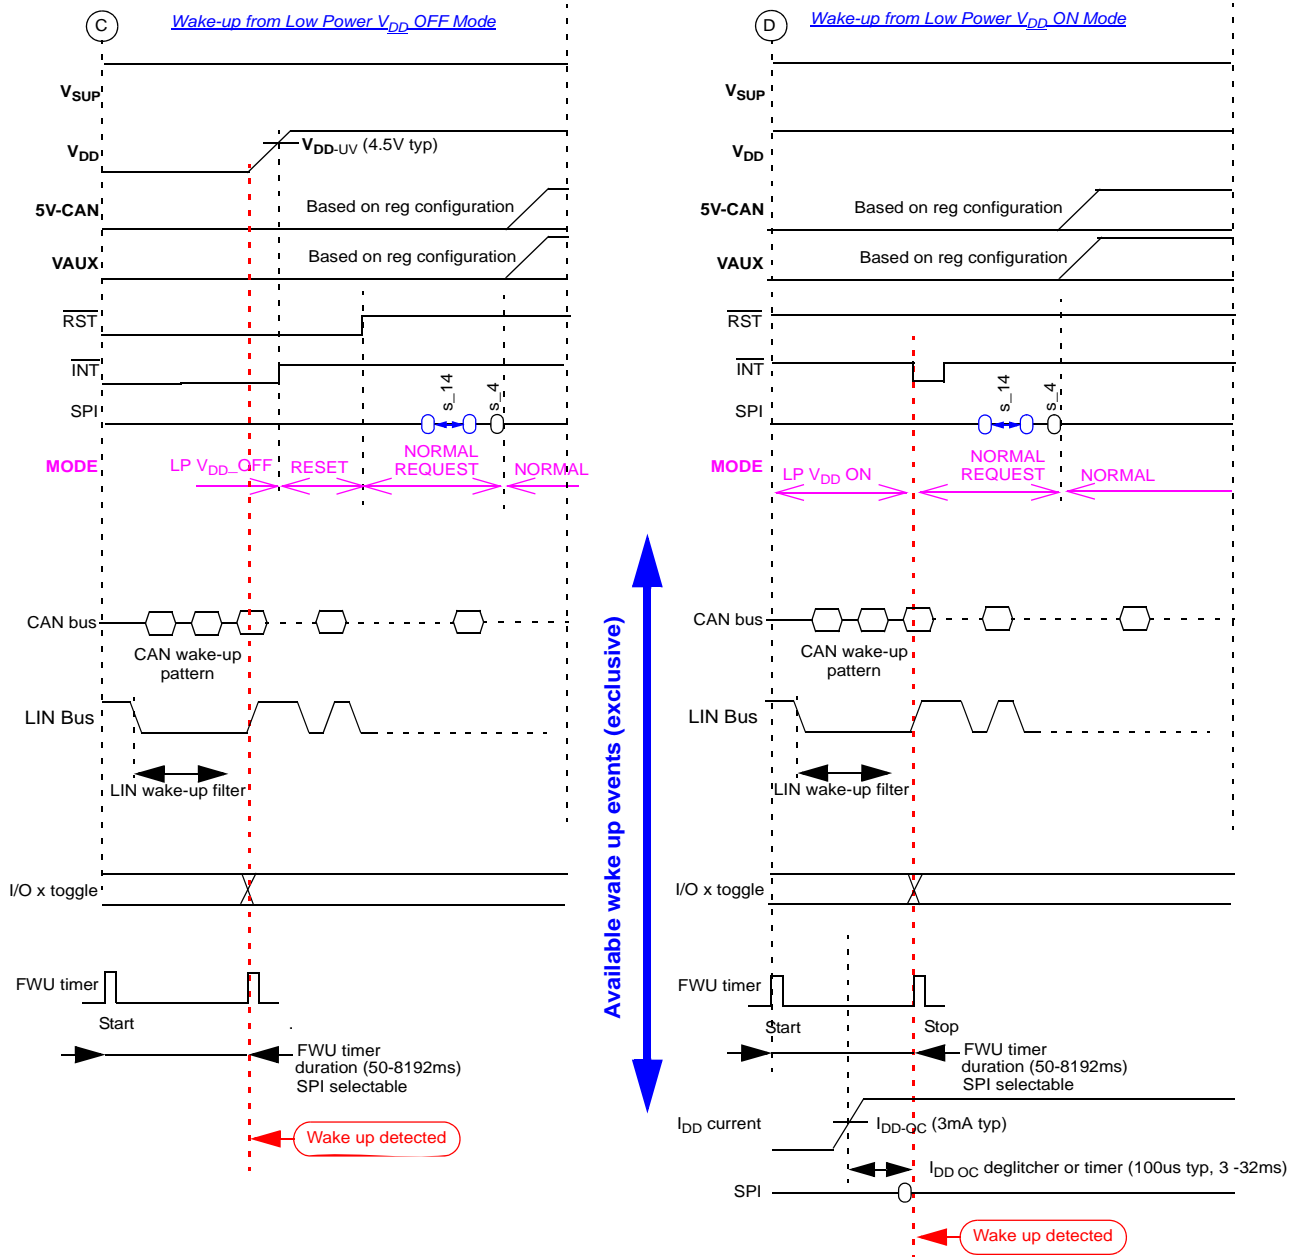 C
Wake-up from Low Power VDD OFF Mode
VSUP
VDD
VDD-UV (4.5V typ)
5V-CAN
Based on reg configuration
VAUX
Based on reg configuration
RST
INT
s_14
s_4
SPI
MODE
LP VDD_OFF
RESET
NORMAL
REQUEST
NORMAL
CAN bus
CAN wake-up
pattern
LIN Bus
LIN wake-up filter
I/O x toggle
FWU timer
Start
FWU timer
duration (50-8192ms)
SPI selectable
Wake up detected
Available wake up events (exclusive)
D
Wake-up from Low Power VDD ON Mode
VSUP
VDD
5V-CAN
Based on reg configuration
VAUX
Based on reg configuration
RST
INT
s_14
s_4
SPI
MODE
LP VDD ON
NORMAL
REQUEST
NORMAL
CAN bus
CAN wake-up
pattern
LIN Bus
LIN wake-up filter
I/O x toggle
FWU timer
Start
Stop
FWU timer
duration (50-8192ms)
SPI selectable
IDD current
IDD-OC (3mA typ)
IDD OC deglitcher or timer (100us typ, 3 -32ms)
SPI
Wake up detected